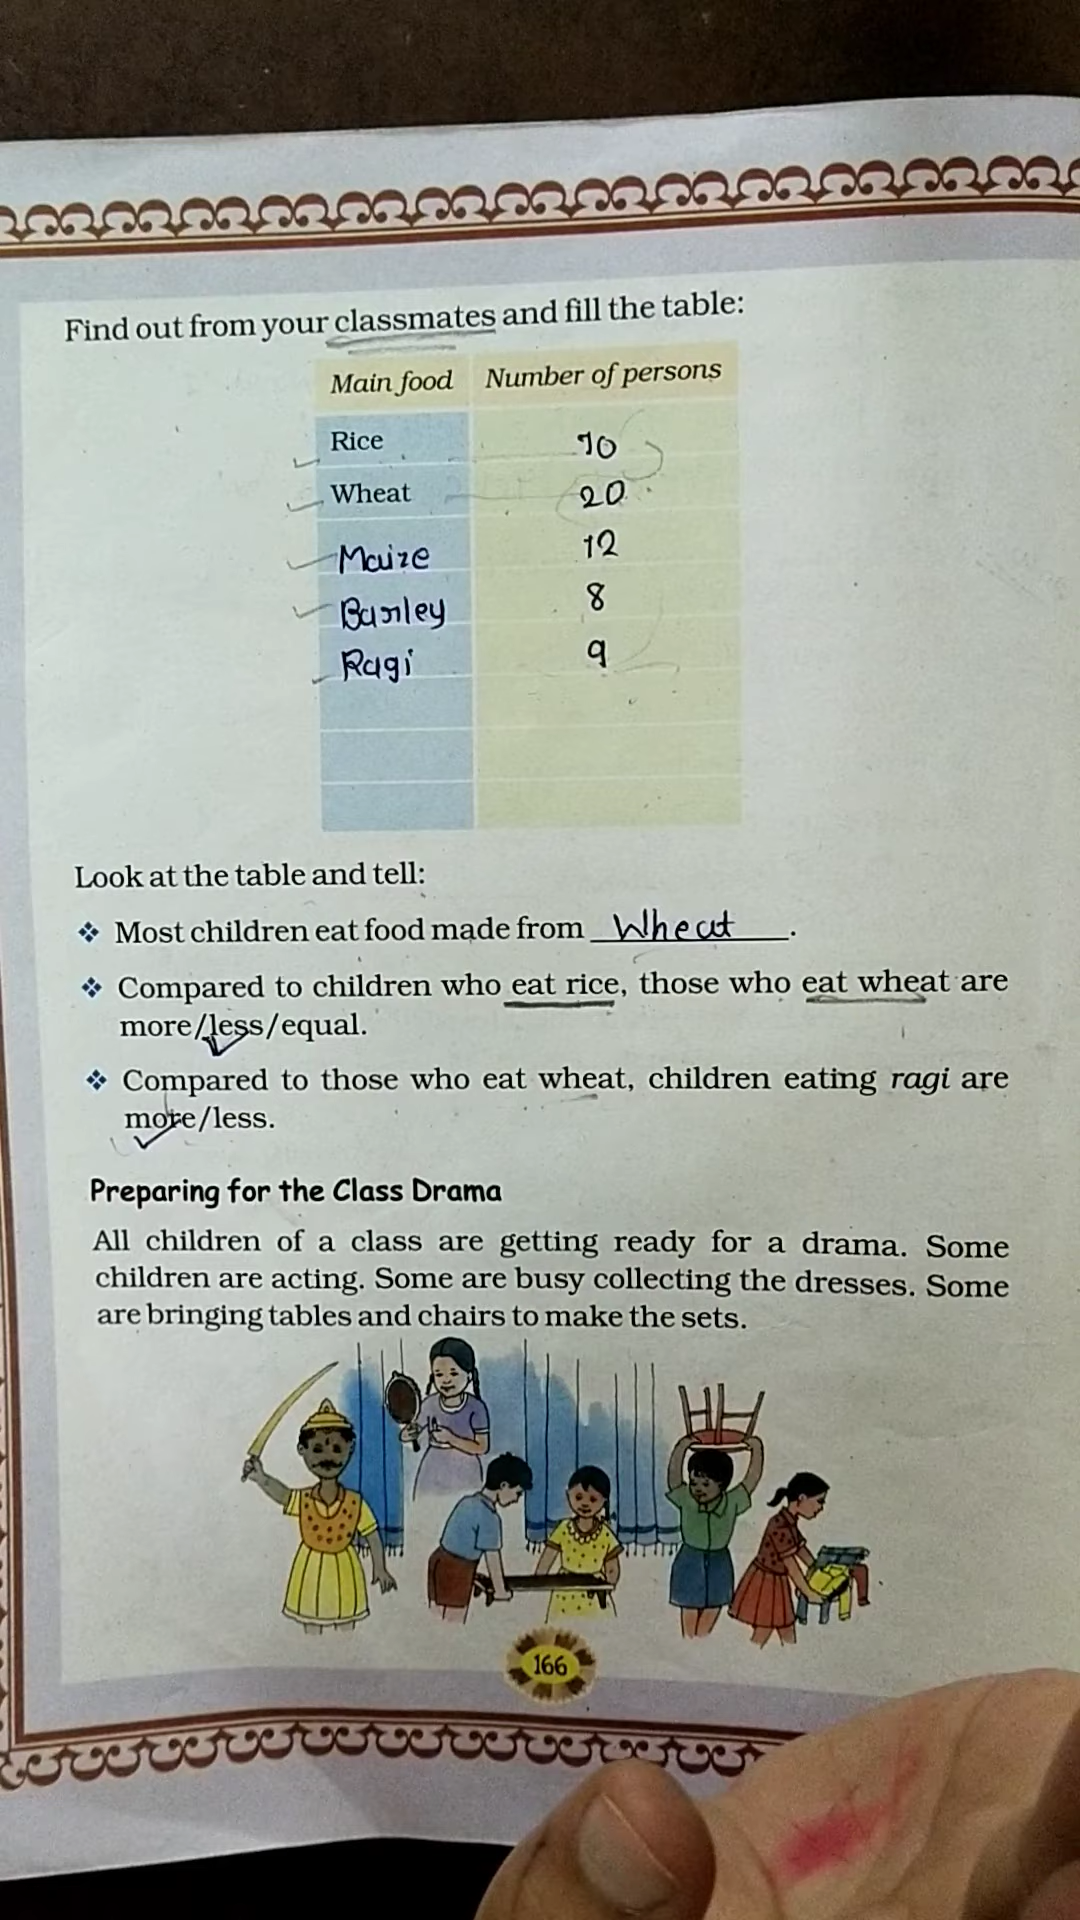 Find out from your classmates and fill the table:
Main food Number of persons
Rice 10
Wheat 20
Maize 12
Barley 8
Ragi 9
Look at the table and tell:
❖ Most children eat food made from Wheat.
❖ Compared to children who eat rice, those who eat wheat are
more/less/equal.
❖ Compared to those who eat wheat, children eating ragi are
more/less.
Preparing for the Class Drama
All children of a class are getting ready for a drama. Some
children are acting. Some are busy collecting the dresses. Some
are bringing tables and chairs to make the sets.
166